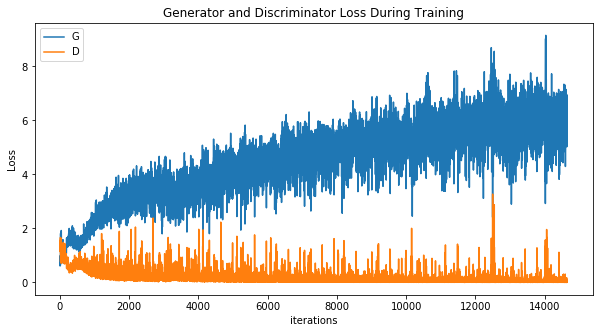 Generator and Discriminator Loss During Training
G
D
8
6
4
2
0
Loss
0 2000 4000 6000 8000 10000 12000 14000
iterations